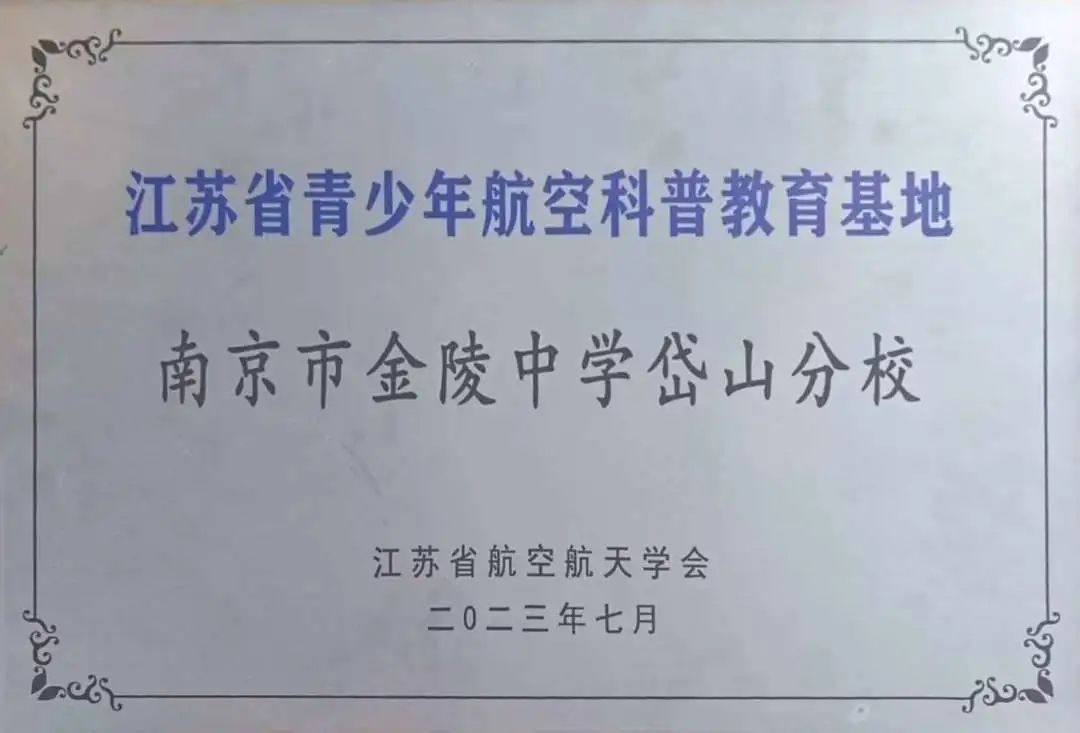 江苏省青少年航空科普教育基地
南京市金陵中学岱山分校
江苏省航空航天学会
二0二三年七月